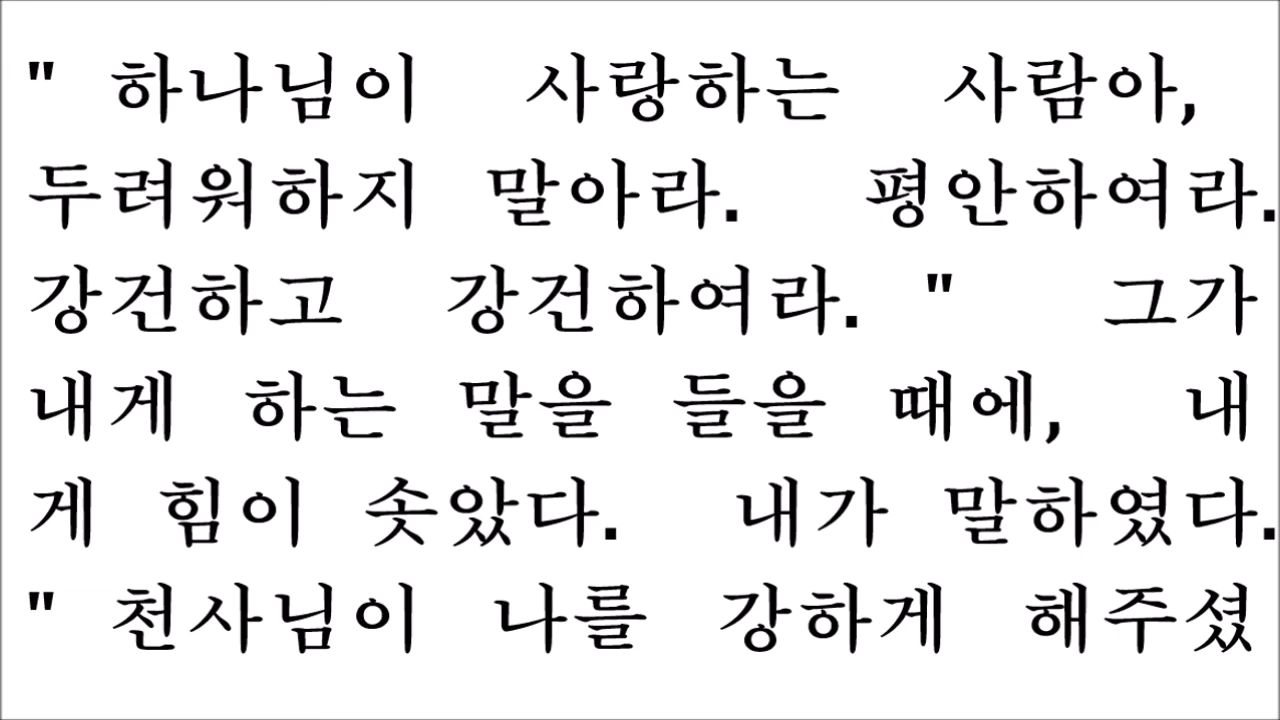 " 하나님이 사랑하는 사람아,
두려워하지 말아라. 평안하여라.
강건하고 강건하여라. " 그가
내게 하는 말을 들을 때에, 내
게 힘이 솟았다. 내가 말하였다.
" 천사님이 나를 강하게 해주셨